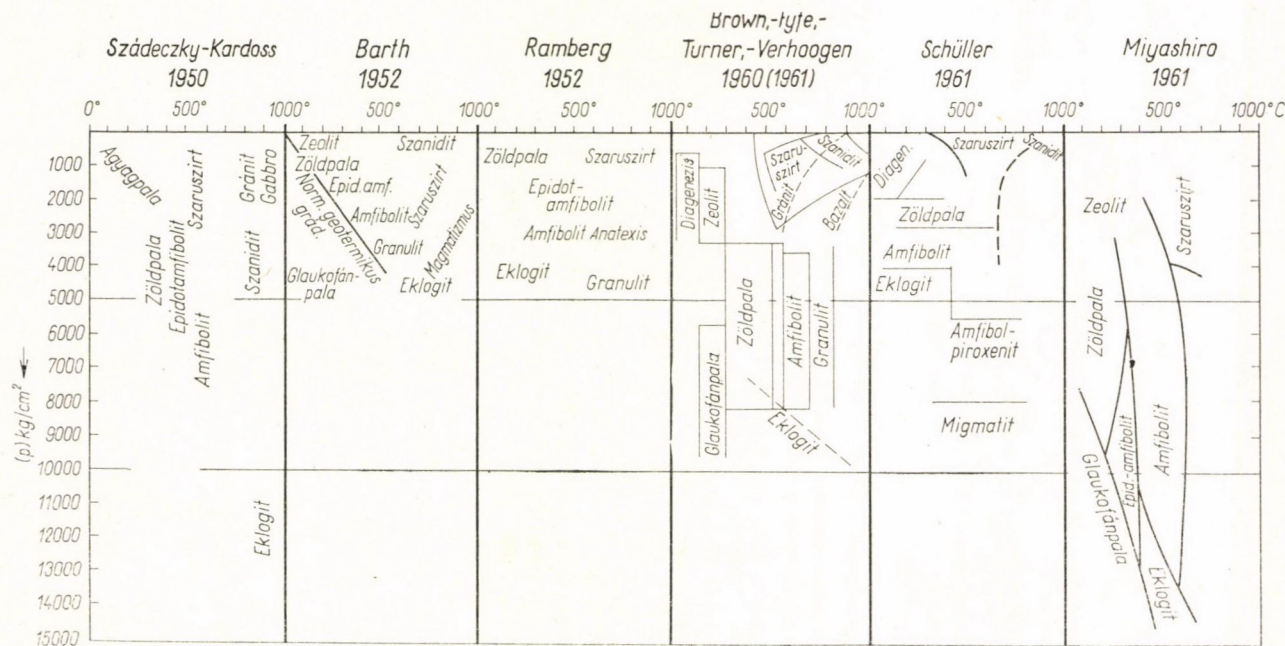 Szádeczky-Kardoss
1950
Barth
1952
Ramberg
1952
Brown,-Fyfe,-
Turner,-Verhoogen
1960 (1961)
Schüller
1961
Miyashiro
1961
0° 500° 1000° 500° 1000° 500° 1000° 500° 1000° 500° 1000° 500° 1000°C
(p) kg/cm²
1000
2000
3000
4000
5000
6000
7000
8000
9000
10000
11000
12000
13000
14000
15000
Agyagpala
Zöldpala
Epidotamfibolit
Amfibolit
Szaruszirt
Szanidit
Gránit
Gabbro
Eklogit
Zeolit
Szanidit
Zöldpala
Epid.amf.
Szaruszirt
Amfibolit
Granulit
Magmatizmus
Norm. geotermikus
grád.
Glaukofán-
pala
Eklogit
Zöldpala
Szaruszirt
Epidot-
amfibolit
Amfibolit
Anatexis
Eklogit
Granulit
Diagenezis
Zeolit
Szaru-
szirt
Szanidit
Gránit
Bazalt
Zöldpala
Amfibolit
Granulit
Glaukofánpala
Eklogit
Diagen.
Szaruszirt
Szanidit
Zöldpala
Amfibolit
Eklogit
Amfibol-
piroxenit
Migmatit
Zeolit
Szaruszirt
Zöldpala
Epid.-amfibolit
Amfibolit
Glaukofánpala
Eklogit